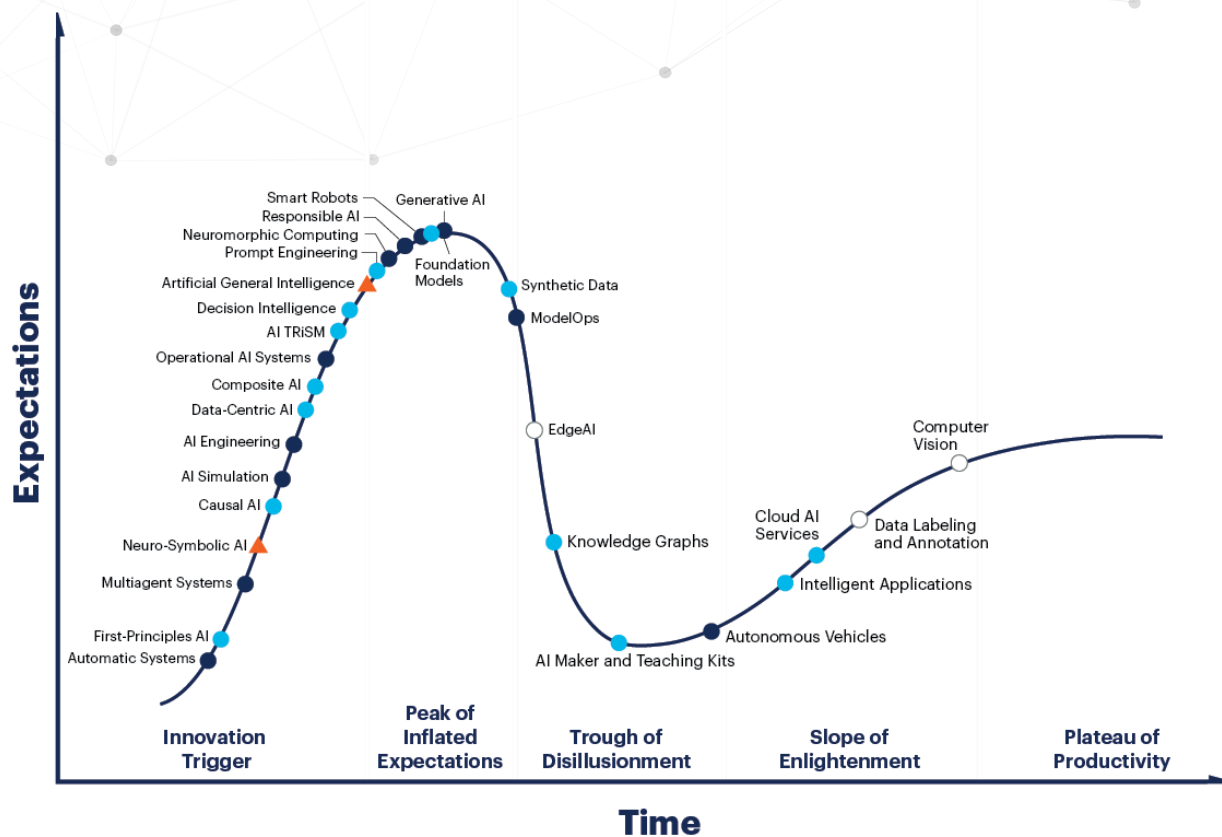 Smart Robots
Generative AI
Responsible AI
Neuromorphic Computing
Prompt Engineering
Foundation
Models
Artificial General Intelligence
Synthetic Data
Decision Intelligence
ModelOps
AI TRiSM
Operational AI Systems
Composite AI
Data-Centric AI
EdgeAI
AI Engineering
Computer
Vision
AI Simulation
Causal AI
Cloud AI
Services
Data Labeling
and Annotation
Neuro-Symbolic AI
Knowledge Graphs
Multiagent Systems
Intelligent Applications
First-Principles AI
Autonomous Vehicles
Automatic Systems
AI Maker and Teaching Kits
Expectations
Innovation
Trigger
Peak of
Inflated
Expectations
Trough of
Disillusionment
Slope of
Enlightenment
Plateau of
Productivity
Time